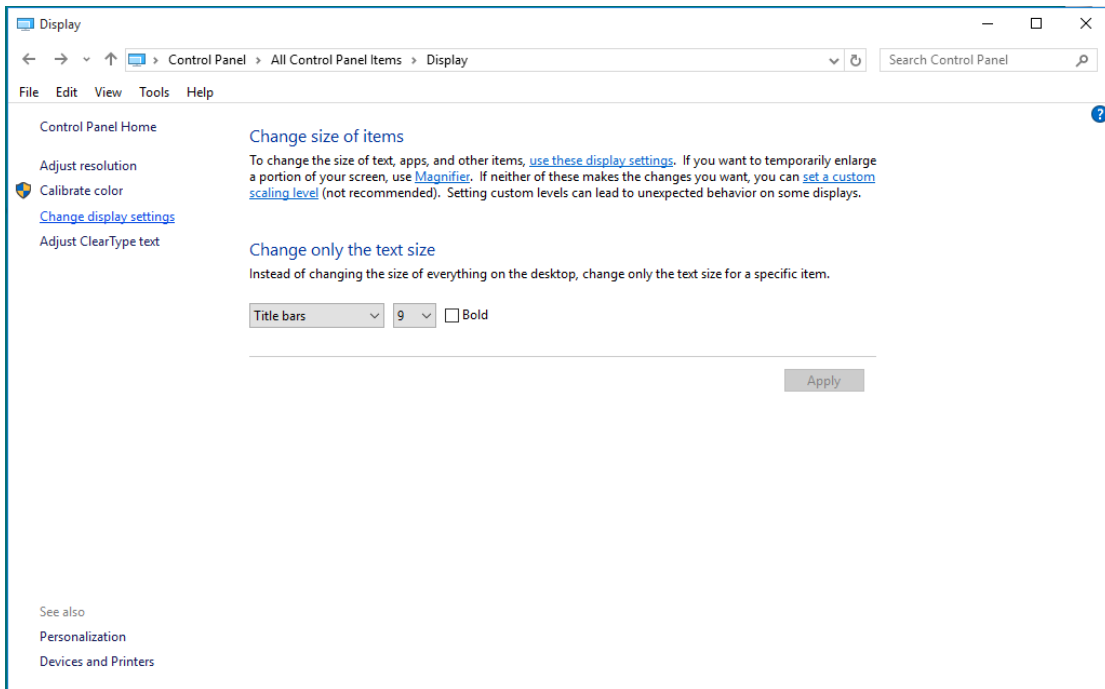 Display
Control Panel > All Control Panel Items > Display
Search Control Panel
File Edit View Tools Help
?
Control Panel Home
Adjust resolution
Calibrate color
Change display settings
Adjust ClearType text
Change size of items
To change the size of text, apps, and other items, use these display settings. If you want to temporarily enlarge
a portion of your screen, use Magnifier. If neither of these makes the changes you want, you can set a custom
scaling level (not recommended). Setting custom levels can lead to unexpected behavior on some displays.
Change only the text size
Instead of changing the size of everything on the desktop, change only the text size for a specific item.
Title bars 9 Bold
Apply
See also
Personalization
Devices and Printers